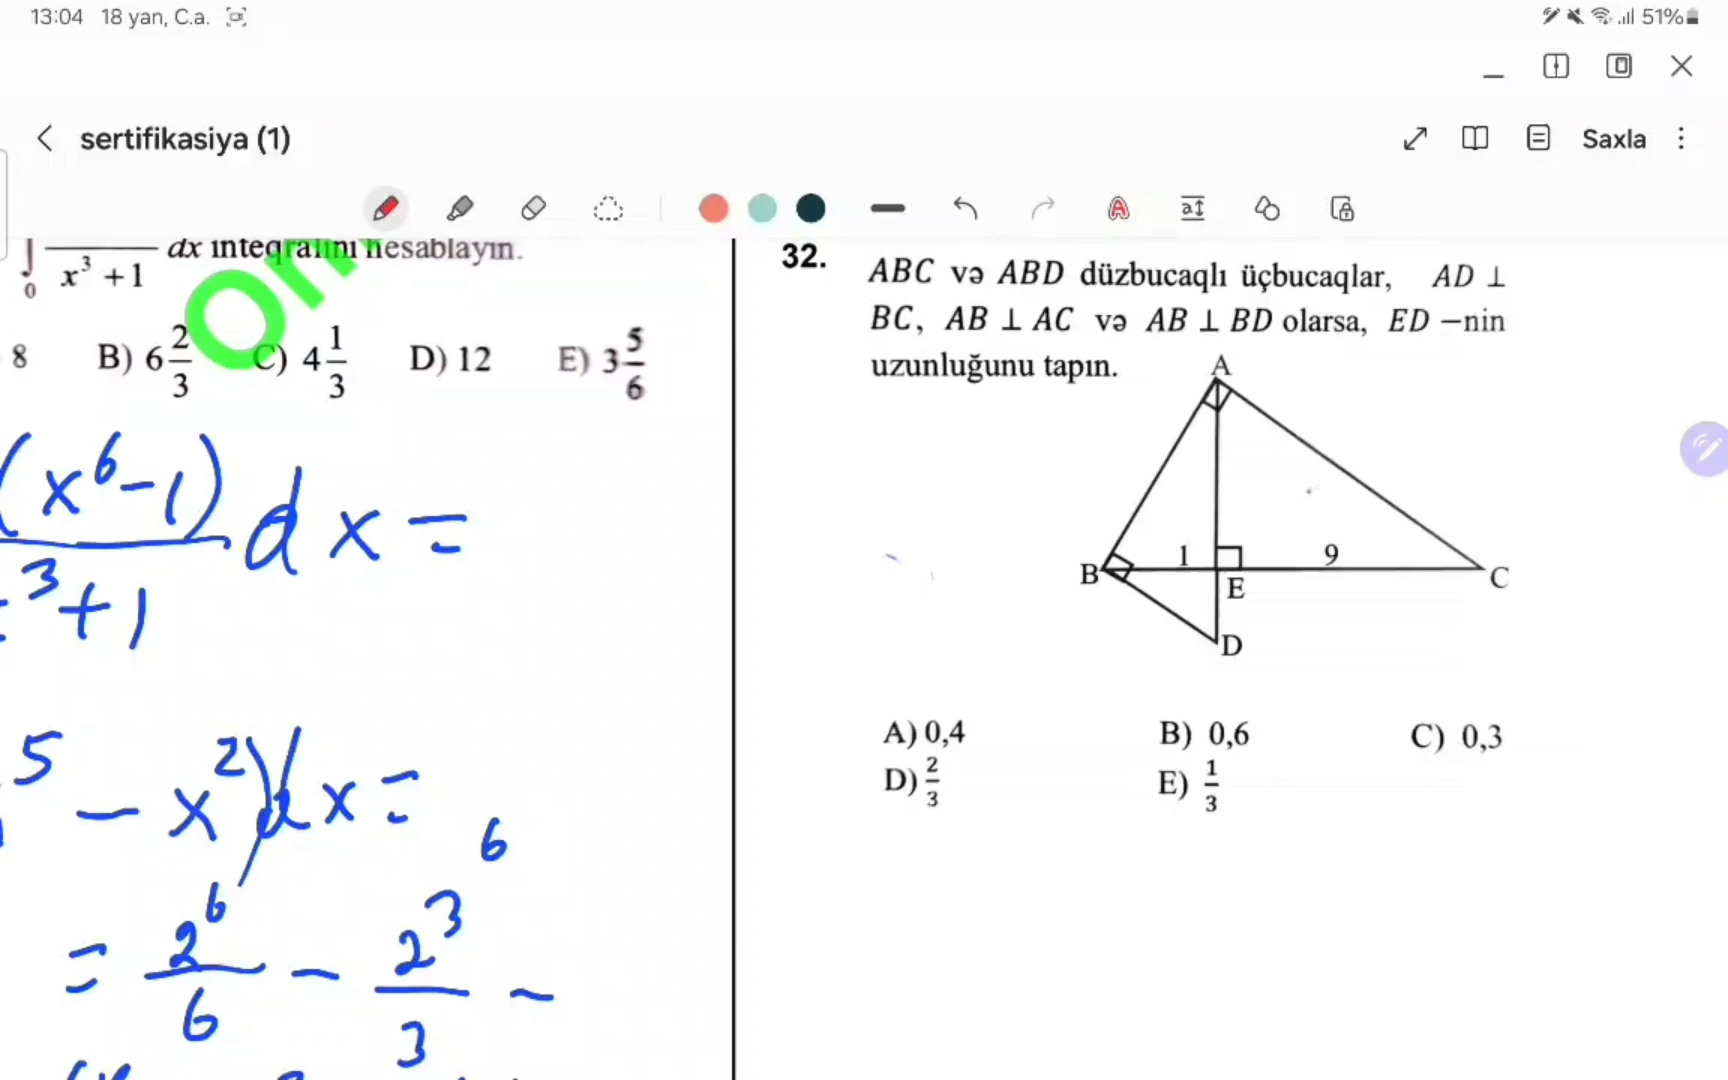 13:04 18 yan, C.a. 51%
sertifikasiya (1) Saxla
∫ 0 x³ + 1 dx inteqralını hesablayın.
8 B) 6 2/3 C) 4 1/3 D) 12 E) 3 5/6
(x⁶ - 1) dx =
³ + 1
5 - x²) dx =
6
= 2⁶/6 - 2³/3 -
32.
ABC və ABD düzbucaqlı üçbucaqlar, AD ⊥
BC, AB ⊥ AC və AB ⊥ BD olarsa, ED –nin
uzunluğunu tapın.
A
B 1 E 9 C
D
A) 0,4 B) 0,6 C) 0,3
D) 2/3 E) 1/3